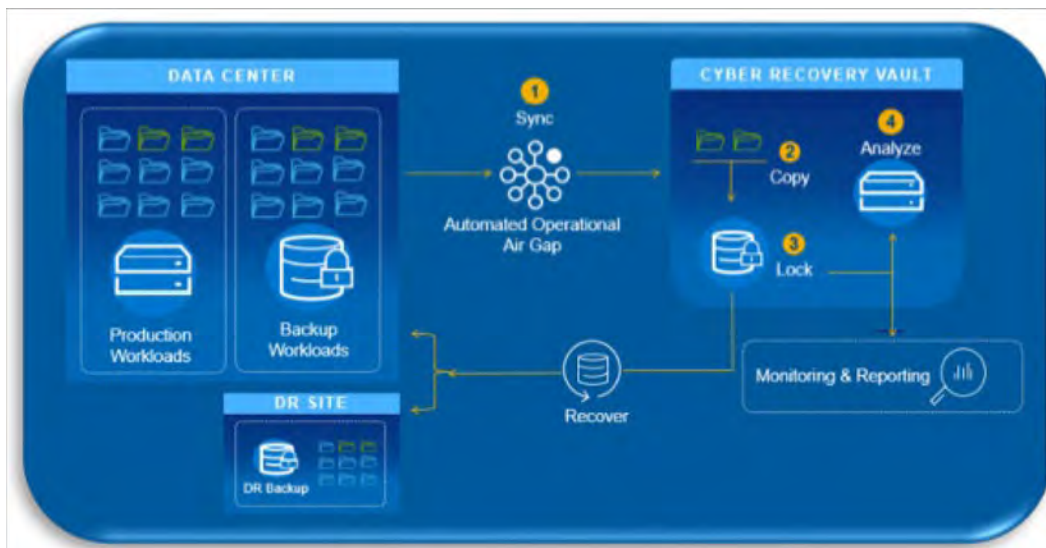 DATA CENTER
Production
Workloads
Backup
Workloads
1
Sync
Automated Operational
Air Gap
CYBER RECOVERY VAULT
2
Copy
3
Lock
4
Analyze
Monitoring & Reporting
Recover
DR SITE
DR Backup